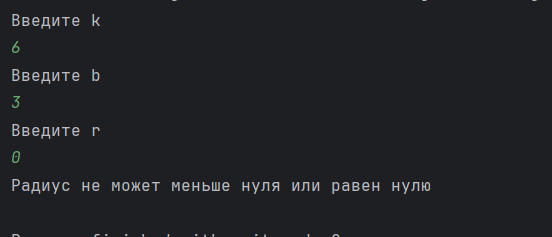 Введите k
6
Введите b
3
Введите r
0
Радиус не может меньше нуля или равен нулю